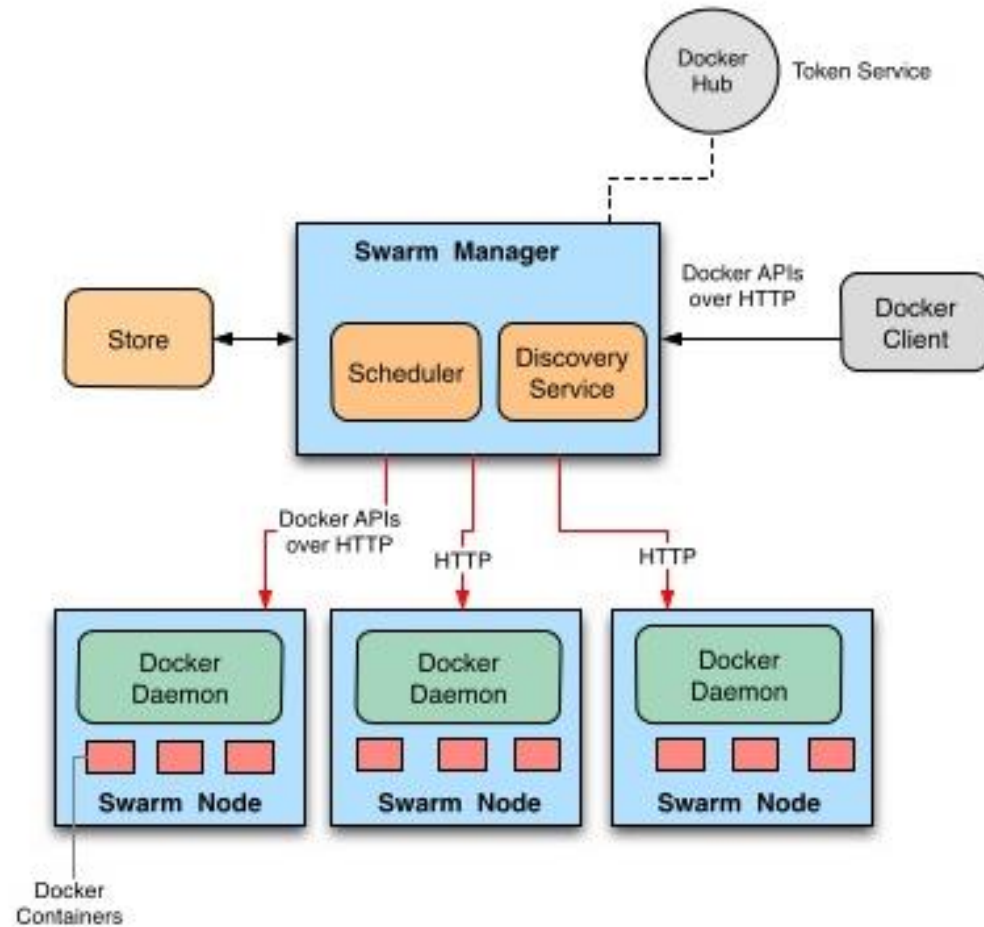 Docker
Hub
Token Service
Swarm Manager
Docker APIs
over HTTP
Store
Scheduler
Discovery
Service
Docker
Client
Docker APIs
over HTTP
HTTP
HTTP
Docker
Daemon
Docker
Daemon
Docker
Daemon
Swarm Node
Swarm Node
Swarm Node
Docker
Containers